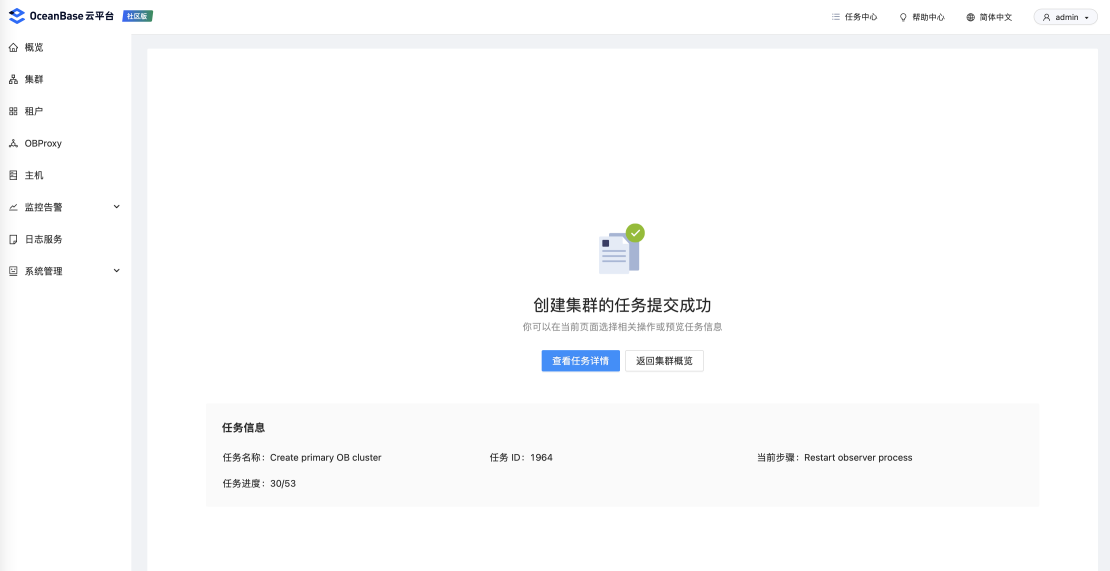 OceanBase 云平台 社区版 任务中心 帮助中心 简体中文 admin
概览
集群
租户
OBProxy
主机
监控告警
日志服务
系统管理
创建集群的任务提交成功
你可以在当前页面选择相关操作或预览任务信息
查看任务详情 返回集群概览
任务信息
任务名称：Create primary OB cluster 任务 ID：1964 当前步骤：Restart observer process
任务进度：30/53